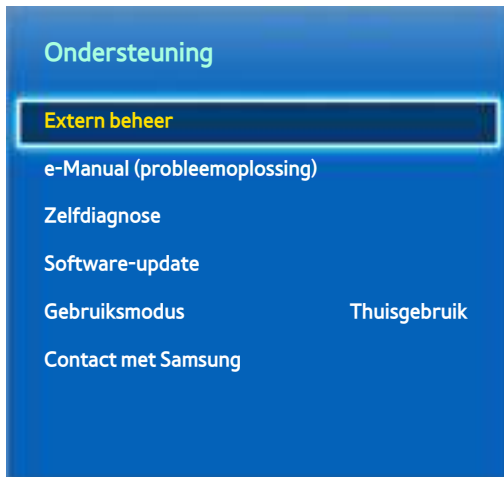 Ondersteuning
Extern beheer
e-Manual (probleemoplossing)
Zelfdiagnose
Software-update
Gebruiksmodus Thuisgebruik
Contact met Samsung